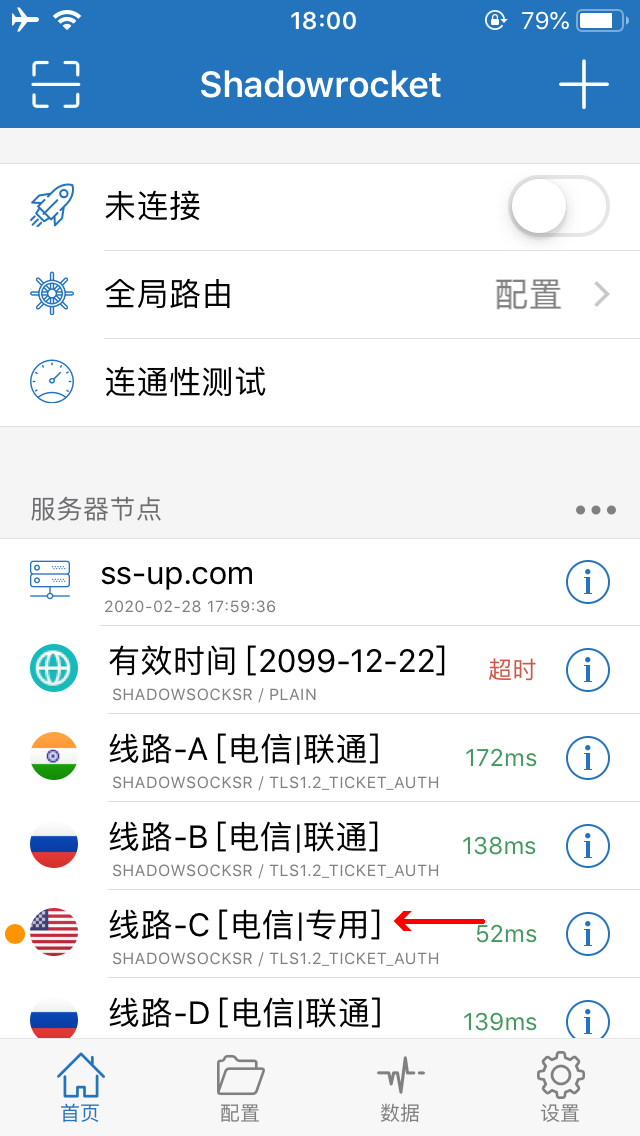 18:00
79%
Shadowrocket
未连接
全局路由 配置
连通性测试
服务器节点
ss-up.com
2020-02-28 17:59:36
有效时间[2099-12-22] 超时
SHADOWSOCKSR / PLAIN
线路-A[电信|联通] 172ms
SHADOWSOCKSR / TLS1.2_TICKET_AUTH
线路-B[电信|联通] 138ms
SHADOWSOCKSR / TLS1.2_TICKET_AUTH
线路-C[电信|专用] 52ms
SHADOWSOCKSR / TLS1.2_TICKET_AUTH
线路-D[电信|联通] 139ms
首页 配置 数据 设置